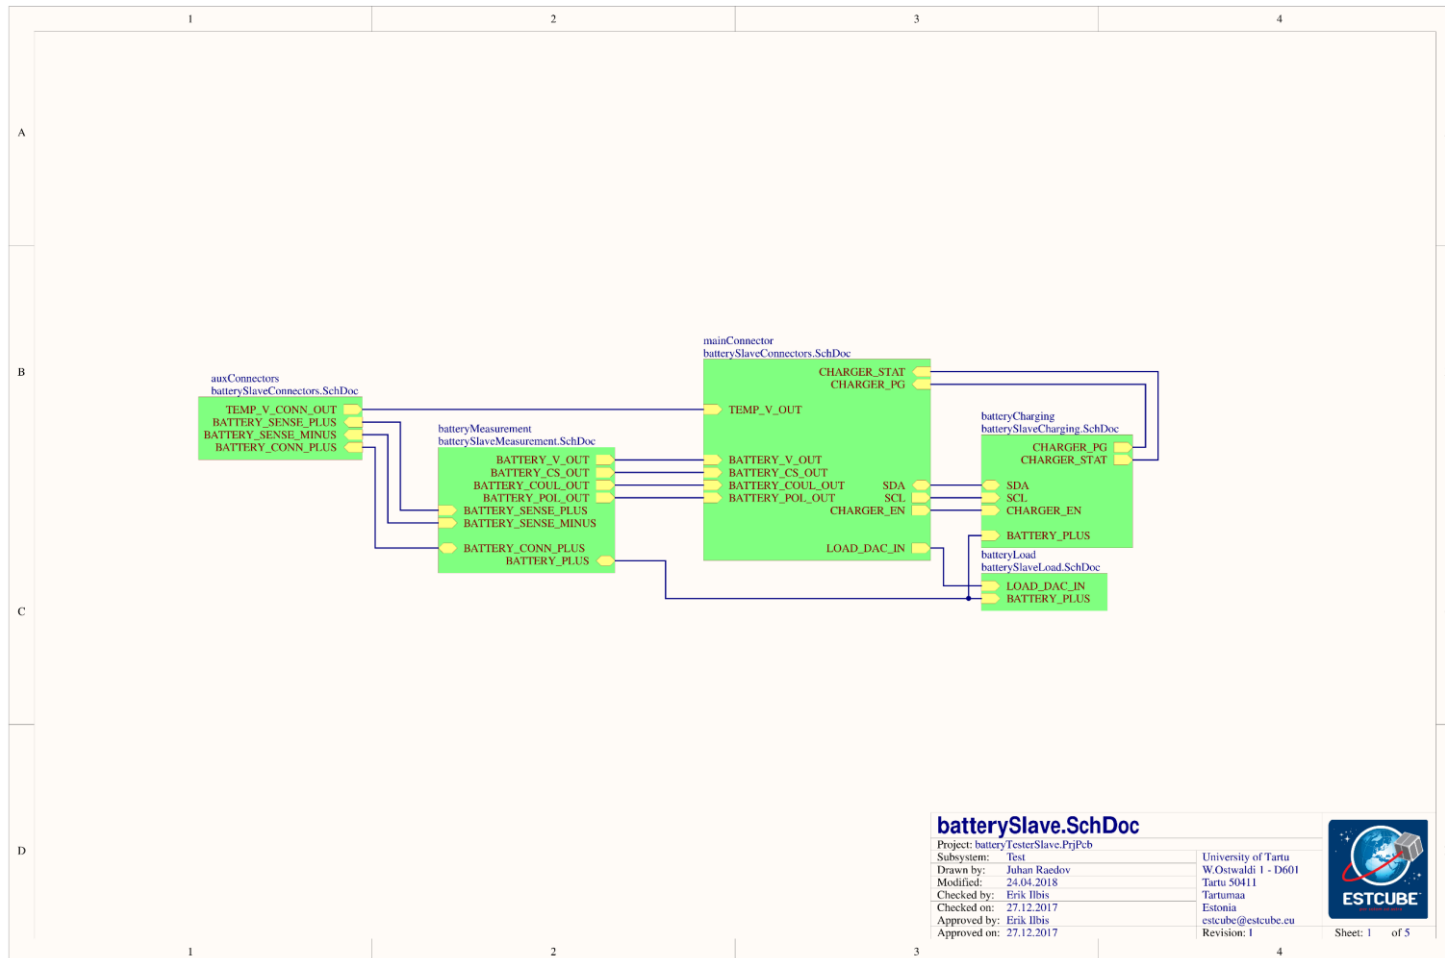 1 2 3 4
A
B
C
D
auxConnectors
batterySlaveConnectors.SchDoc
TEMP_V_CONN_OUT
BATTERY_SENSE_PLUS
BATTERY_SENSE_MINUS
BATTERY_CONN_PLUS
batteryMeasurement
batterySlaveMeasurement.SchDoc
BATTERY_V_OUT
BATTERY_CS_OUT
BATTERY_COUL_OUT
BATTERY_POL_OUT
BATTERY_SENSE_PLUS
BATTERY_SENSE_MINUS
BATTERY_CONN_PLUS
BATTERY_PLUS
mainConnector
batterySlaveConnectors.SchDoc
CHARGER_STAT
CHARGER_PG
TEMP_V_OUT
BATTERY_V_OUT
BATTERY_CS_OUT
BATTERY_COUL_OUT SDA
BATTERY_POL_OUT SCL
CHARGER_EN
LOAD_DAC_IN
batteryCharging
batterySlaveCharging.SchDoc
CHARGER_PG
CHARGER_STAT
SDA
SCL
CHARGER_EN
BATTERY_PLUS
batteryLoad
batterySlaveLoad.SchDoc
LOAD_DAC_IN
BATTERY_PLUS
batterySlave.SchDoc
Project: batteryTesterSlave.PrjPcb
Subsystem: Test University of Tartu
Drawn by: Juhan Raedov W.Ostwaldi 1 - D601
Modified: 24.04.2018 Tartu 50411
Checked by: Erik Ilbis Tartumaa
Checked on: 27.12.2017 Estonia
Approved by: Erik Ilbis estcube@estcube.eu
Approved on: 27.12.2017 Revision: 1 Sheet: 1 of 5
ESTCUBE
1 2 3 4